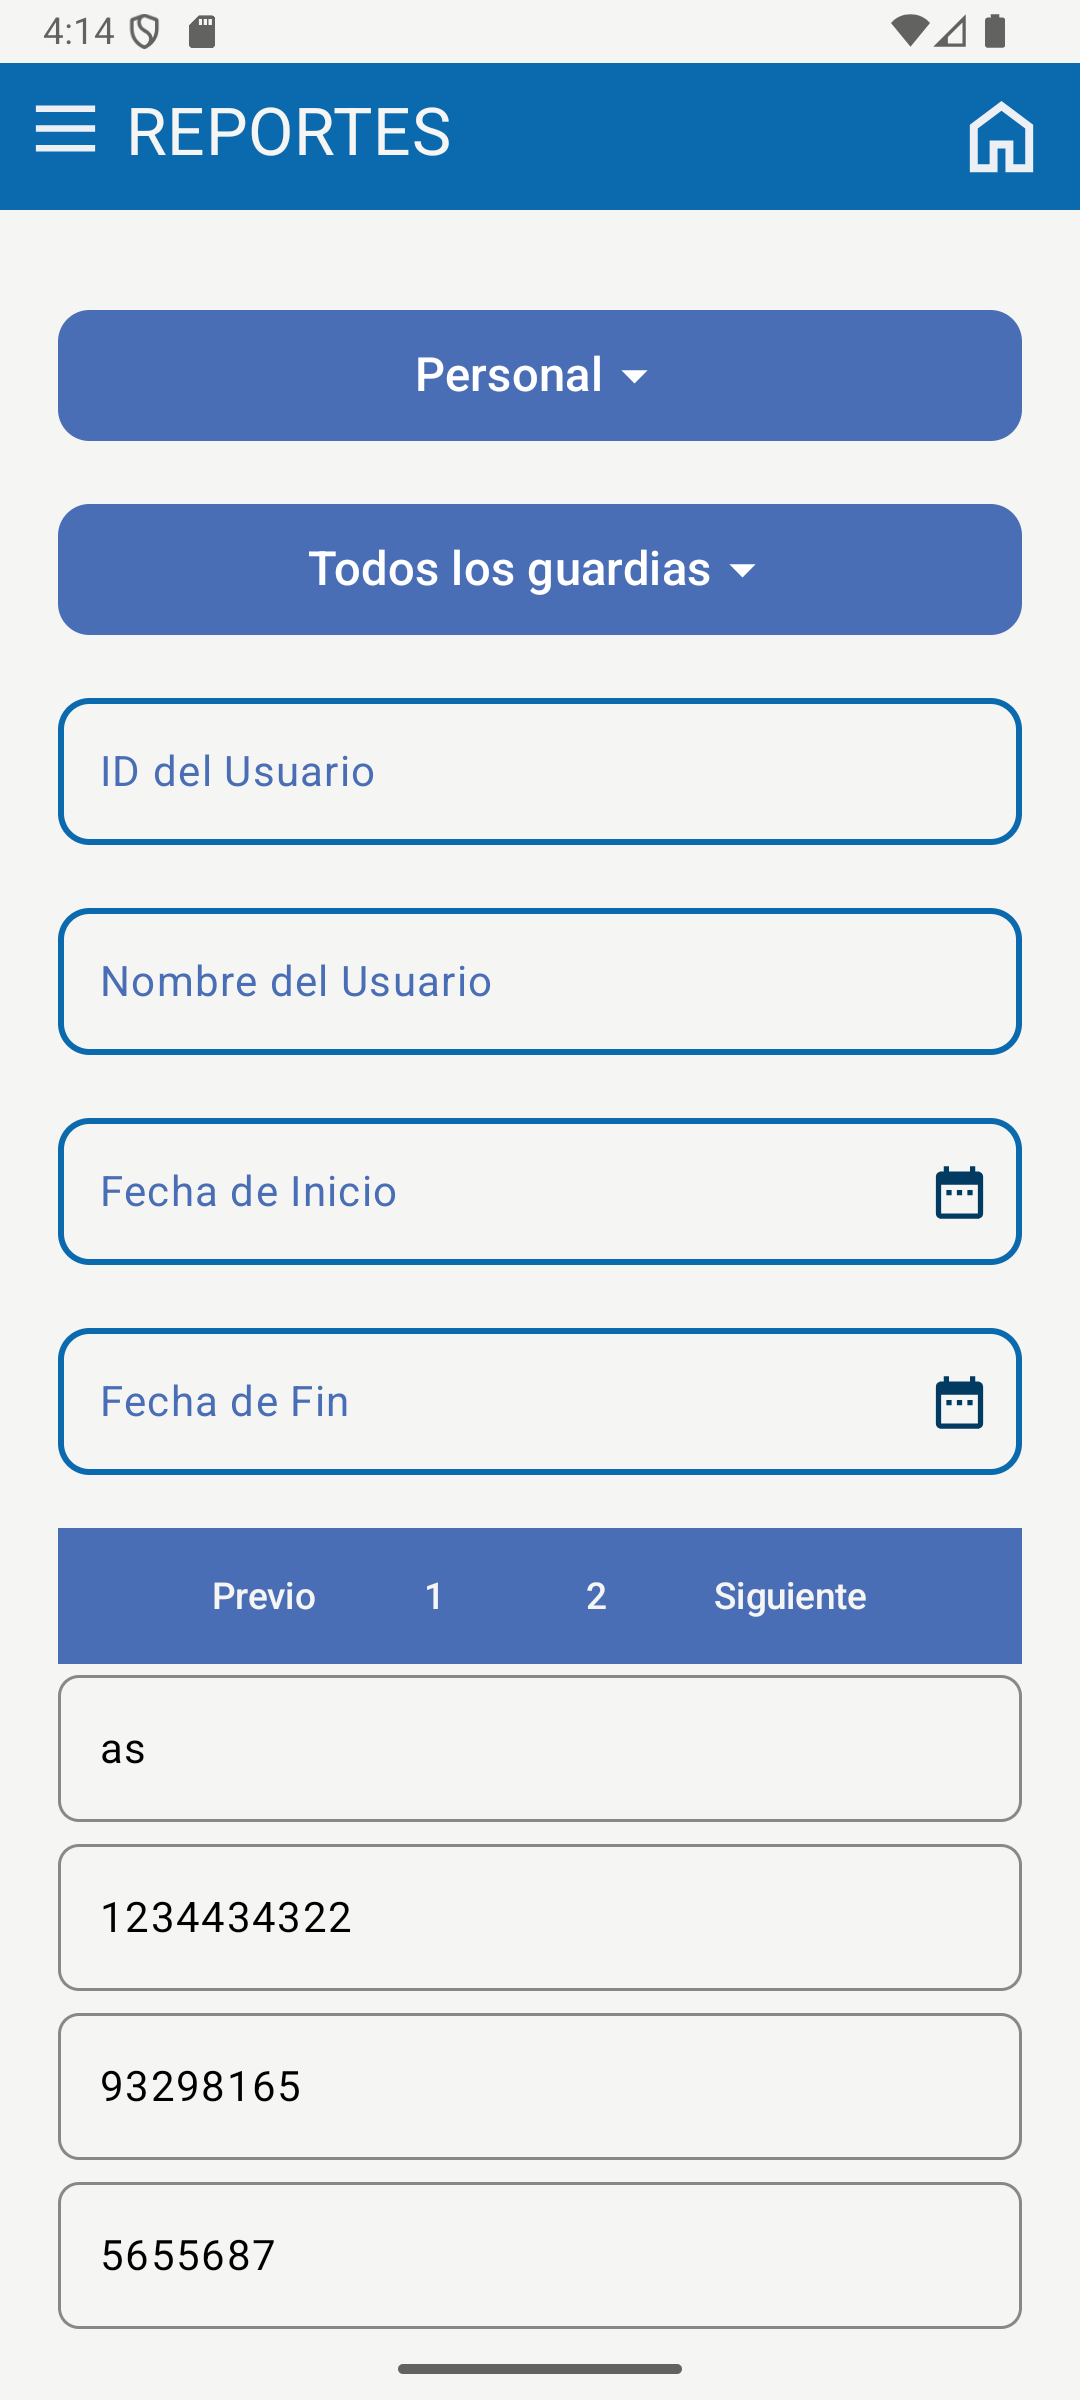 4:14
REPORTES
Personal
Todos los guardias
ID del Usuario
Nombre del Usuario
Fecha de Inicio
Fecha de Fin
Previo 1 2 Siguiente
as
1234434322
93298165
5655687